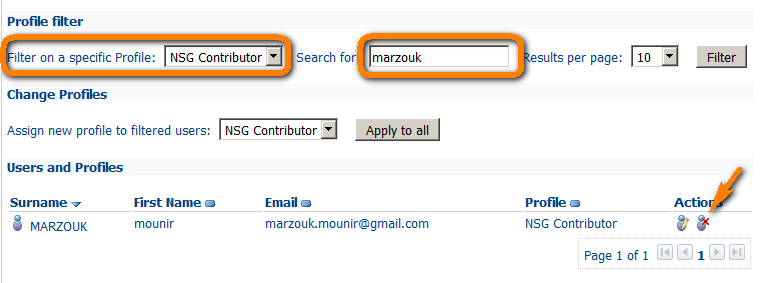 Profile filter
Filter on a specific Profile: NSG Contributor Search for marzouk Results per page: 10 Filter
Change Profiles
Assign new profile to filtered users: NSG Contributor Apply to all
Users and Profiles
Surname First Name Email Profile Actions
MARZOUK mounir marzouk.mounir@gmail.com NSG Contributor
Page 1 of 1 1